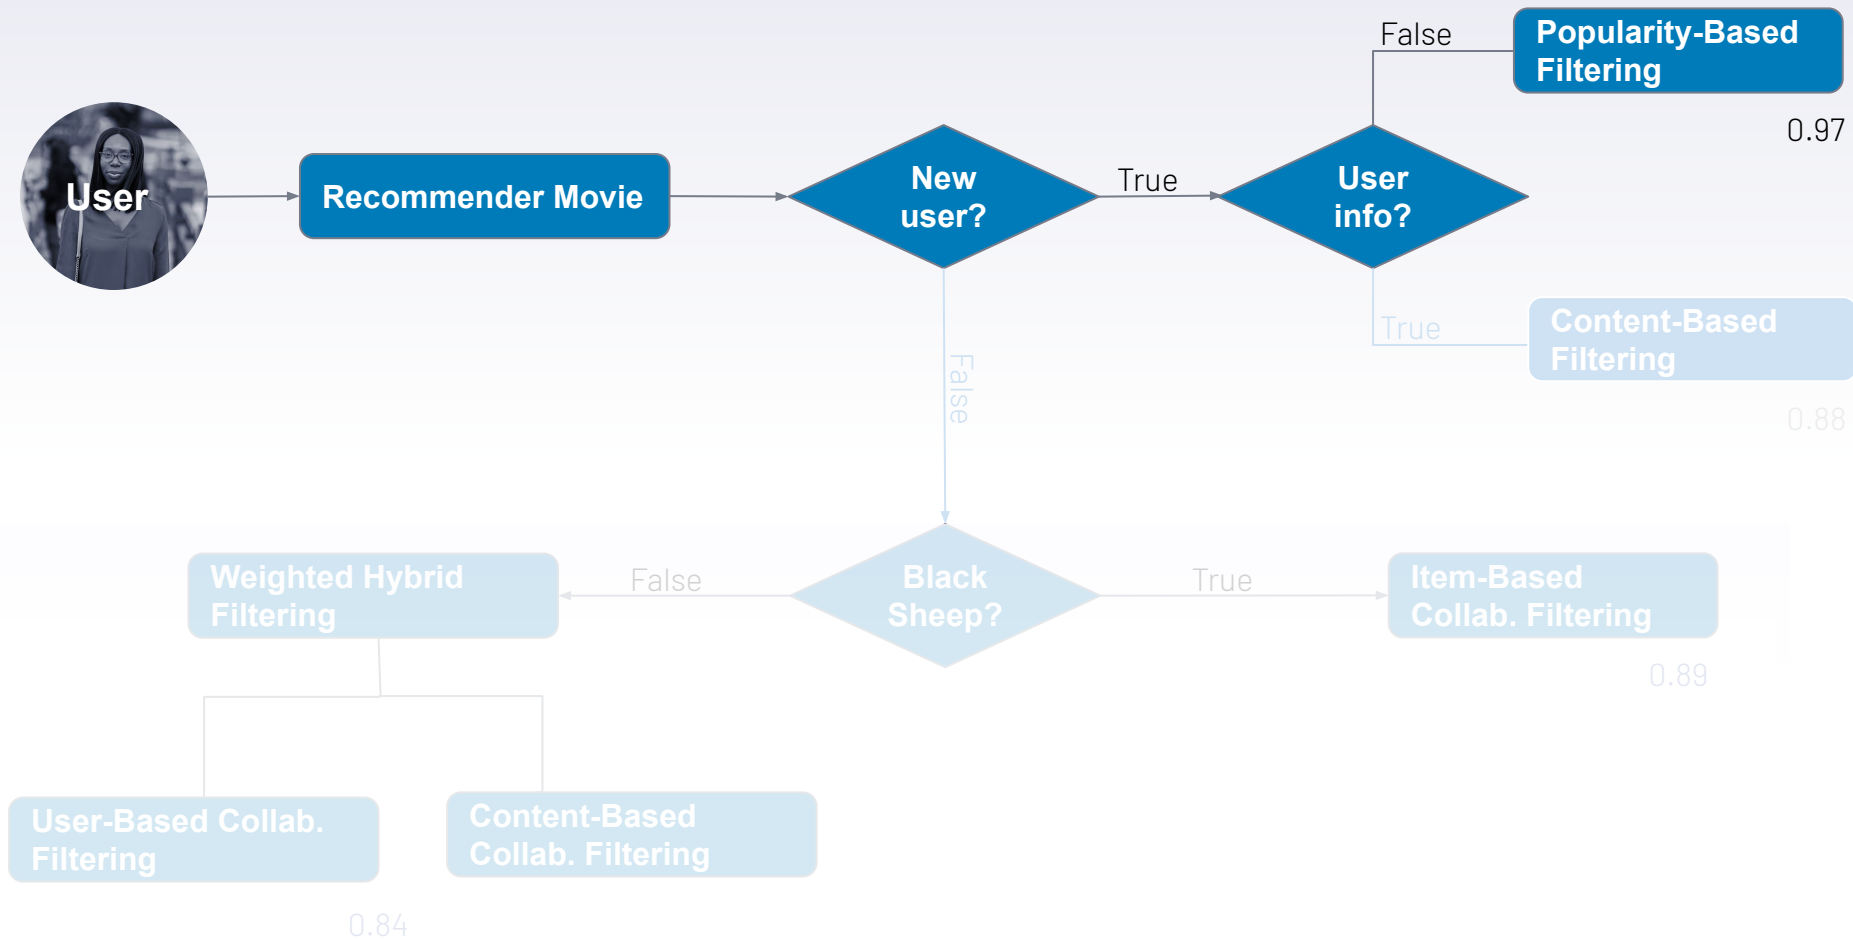 False
Popularity-Based
Filtering
0.97
User
Recommender Movie
New
user?
True
User
info?
True
Content-Based
Filtering
0.88
False
Weighted Hybrid
Filtering
False
Black
Sheep?
True
Item-Based
Collab. Filtering
0.89
User-Based Collab.
Filtering
Content-Based
Collab. Filtering
0.84